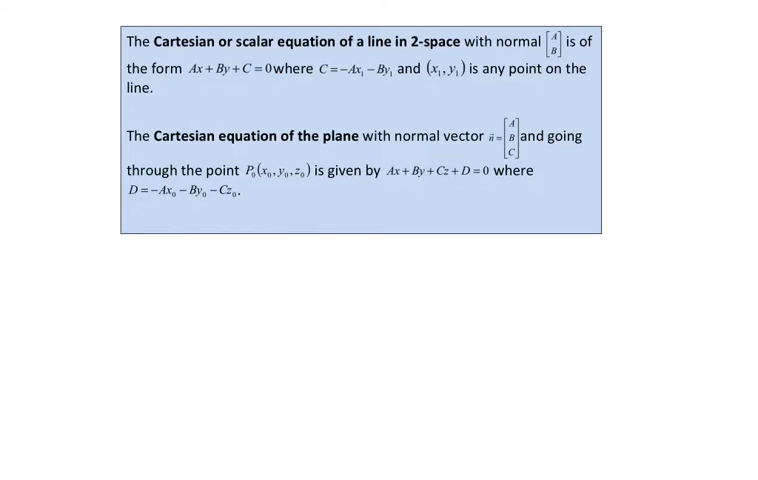 The Cartesian or scalar equation of a line in 2-space with normal [A B] is of
the form Ax + By + C = 0 where C = −Ax₁ − By₁ and (x₁, y₁) is any point on the
line.
The Cartesian equation of the plane with normal vector n⃗ = [A B C] and going
through the point P₀(x₀, y₀, z₀) is given by Ax + By + Cz + D = 0 where
D = −Ax₀ − By₀ − Cz₀.